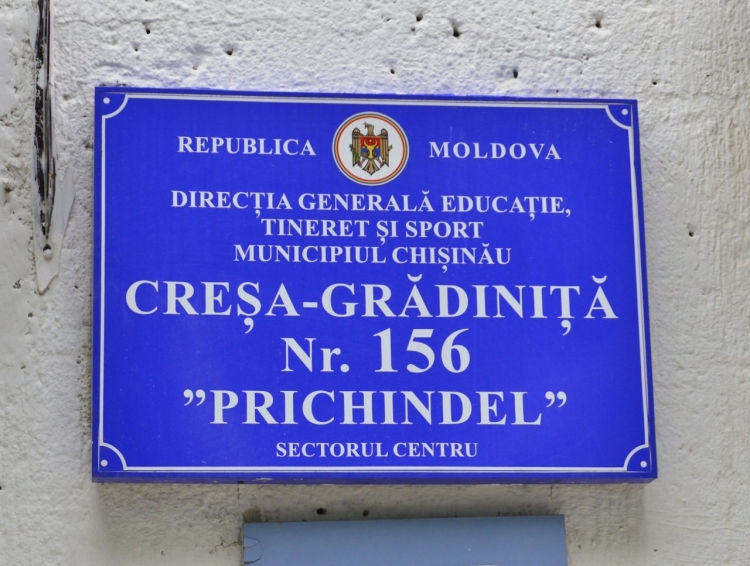 REPUBLICA MOLDOVA
DIRECȚIA GENERALĂ EDUCAȚIE,
TINERET ȘI SPORT
MUNICIPIUL CHIȘINĂU
CREȘA-GRĂDINIȚĂ
Nr. 156
”PRICHINDEL”
SECTORUL CENTRU